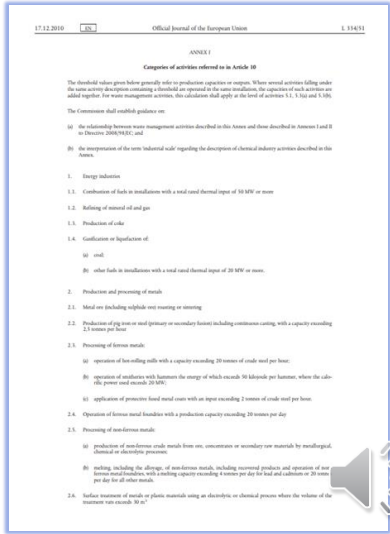 17.12.2010 EN Official Journal of the European Union L 334/51
ANNEX I
Categories of activities referred to in Article 10
The threshold values given below generally refer to production capacities or outputs. Where several activities falling under
the same activity description containing a threshold are operated in the same installation, the capacities of such activities are
added together. For waste management activities, this calculation shall apply at the level of activities 5.1, 5.3(a) and 5.3(b).
The Commission shall establish guidance on:
(a) the relationship between waste management activities described in this Annex and those described in Annexes I and II
to Directive 2008/98/EC; and
(b) the interpretation of the term 'industrial scale' regarding the description of chemical industry activities described in this
Annex.
1. Energy industries
1.1. Combustion of fuels in installations with a total rated thermal input of 50 MW or more
1.2. Refining of mineral oil and gas
1.3. Production of coke
1.4. Gasification or liquefaction of:
(a) coal;
(b) other fuels in installations with a total rated thermal input of 20 MW or more.
2. Production and processing of metals
2.1. Metal ore (including sulphide ore) roasting or sintering
2.2. Production of pig iron or steel (primary or secondary fusion) including continuous casting, with a capacity exceeding
2,5 tonnes per hour
2.3. Processing of ferrous metals:
(a) operation of hot-rolling mills with a capacity exceeding 20 tonnes of crude steel per hour;
(b) operation of smitheries with hammers the energy of which exceeds 50 kilojoule per hammer, where the calo-
rific power used exceeds 20 MW;
(c) application of protective fused metal coats with an input exceeding 2 tonnes of crude steel per hour.
2.4. Operation of ferrous metal foundries with a production capacity exceeding 20 tonnes per day
2.5. Processing of non-ferrous metals:
(a) production of non-ferrous crude metals from ore, concentrates or secondary raw materials by metallurgical,
chemical or electrolytic processes;
(b) melting, including the alloyage, of non-ferrous metals, including recovered products and operation of non-
ferrous metal foundries, with a melting capacity exceeding 4 tonnes per day for lead and cadmium or 20 tonnes
per day for all other metals.
2.6. Surface treatment of metals or plastic materials using an electrolytic or chemical process where the volume of the
treatment vats exceeds 30 m³